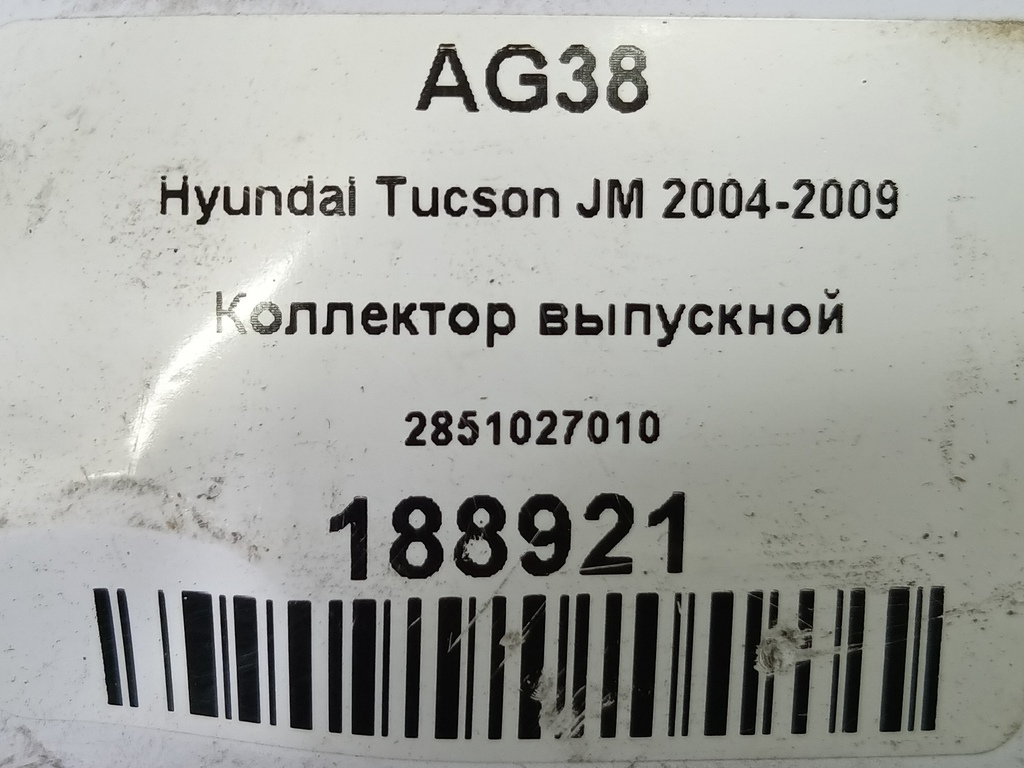 AG38
Hyundai Tucson JM 2004-2009
Коллектор выпускной
2851027010
188921